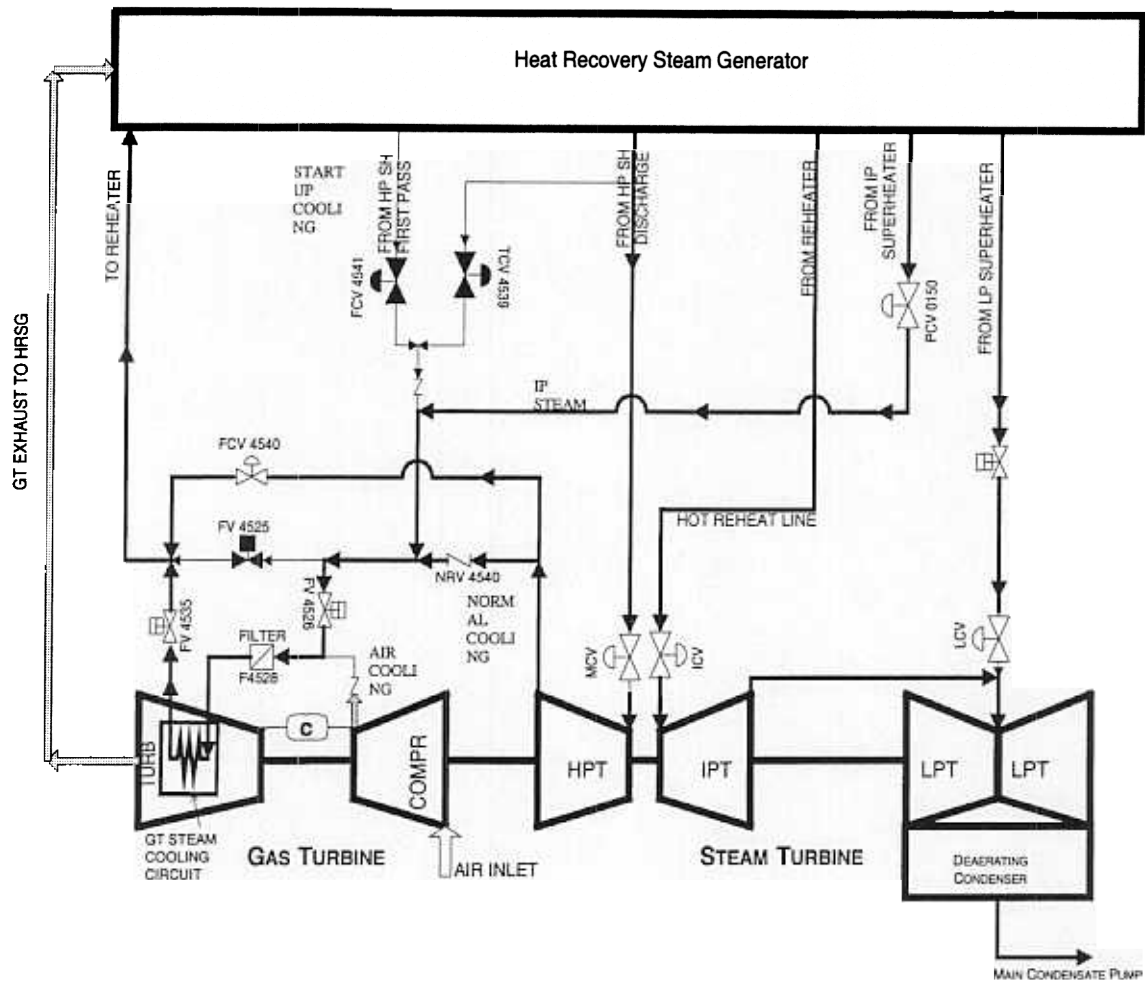 Heat Recovery Steam Generator
GT EXHAUST TO HRSG
TO REHEATER
START
UP
COOLI
NG
FROM HP SH
FIRST PASS
FCV 4541
TCV 4539
FROM HP SH
DISCHARGE
FROM REHEATER
FROM IP
SUPERHEATER
PCV 0150
FROM LP SUPERHEATER
IP
STEAM
FCV 4540
HOT REHEAT LINE
FV 4525
NRV 4540
FV 4526
NORM
AL
COOLI
NG
FV 4535
FILTER
F4528
AIR
COOLI
NG
MCV
ICV
LCV
TURB
C
COMPR
HPT
IPT
LPT
LPT
GT STEAM
COOLING
CIRCUIT
GAS TURBINE
AIR INLET
STEAM TURBINE
DEAERATING
CONDENSER
MAIN CONDENSATE PUMP